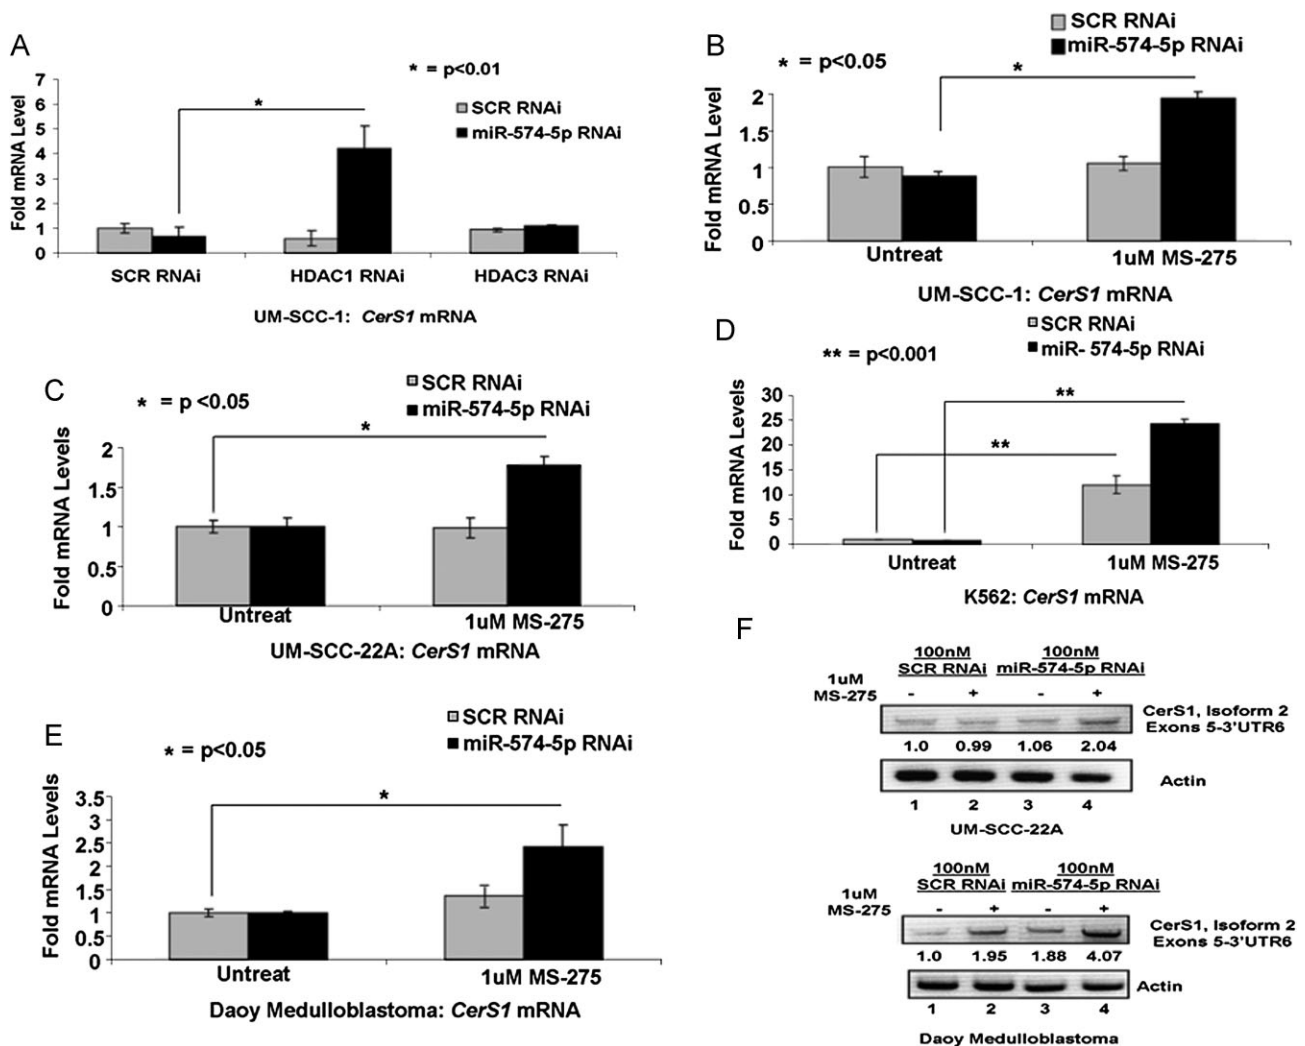 A
* = p<0.01
SCR RNAi
miR-574-5p RNAi
*
Fold mRNA Level
7
6
5
4
3
2
1
0
SCR RNAi HDAC1 RNAi HDAC3 RNAi
UM-SCC-1: CerS1 mRNA
B
SCR RNAi
miR-574-5p RNAi
* = p<0.05
*
Fold mRNA Level
2
1.5
1
0.5
0
Untreat 1uM MS-275
UM-SCC-1: CerS1 mRNA
C
SCR RNAi
miR-574-5p RNAi
* = p <0.05
*
Fold mRNA Levels
2
1.5
1
0.5
0
Untreat 1uM MS-275
UM-SCC-22A: CerS1 mRNA
D
SCR RNAi
miR- 574-5p RNAi
** = p<0.001
**
**
Fold mRNA Levels
30
25
20
15
10
5
0
Untreat 1uM MS-275
K562: CerS1 mRNA
E
SCR RNAi
miR-574-5p RNAi
* = p<0.05
*
Fold mRNA Levels
3.5
3
2.5
2
1.5
1
0.5
0
Untreat 1uM MS-275
Daoy Medulloblastoma: CerS1 mRNA
F
100nM 100nM
SCR RNAi miR-574-5p RNAi
1uM
MS-275 - + - +
CerS1, Isoform 2
Exons 5-3'UTR6
1.0 0.99 1.06 2.04
Actin
1 2 3 4
UM-SCC-22A
100nM 100nM
SCR RNAi miR-574-5p RNAi
1uM
MS-275 - + - +
CerS1, Isoform 2
Exons 5-3'UTR6
1.0 1.95 1.88 4.07
Actin
1 2 3 4
Daoy Medulloblastoma